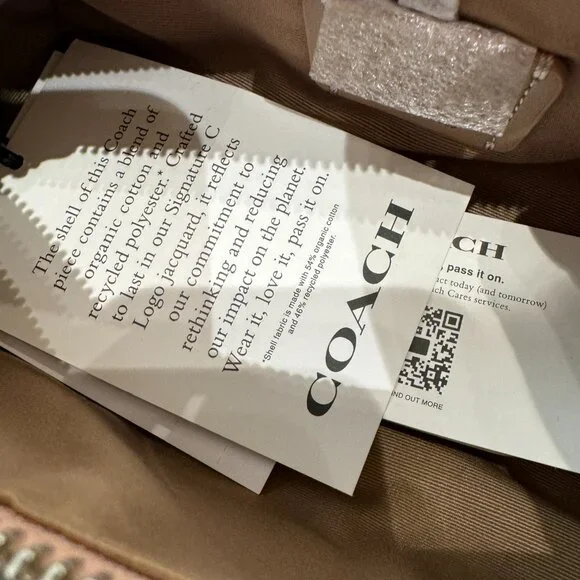 The shell of this Coach
piece contains a blend of
organic cotton and
recycled polyester.* Crafted
to last in our Signature C
Logo jacquard, it reflects
our commitment to
rethinking and reducing
our impact on the planet.
Wear it, love it, pass it on.
*Shell fabric is made with 54% organic cotton
and 46% recycled polyester.
COACH
CH
pass it on.
act today (and tomorrow)
Cares services.
OUT MORE